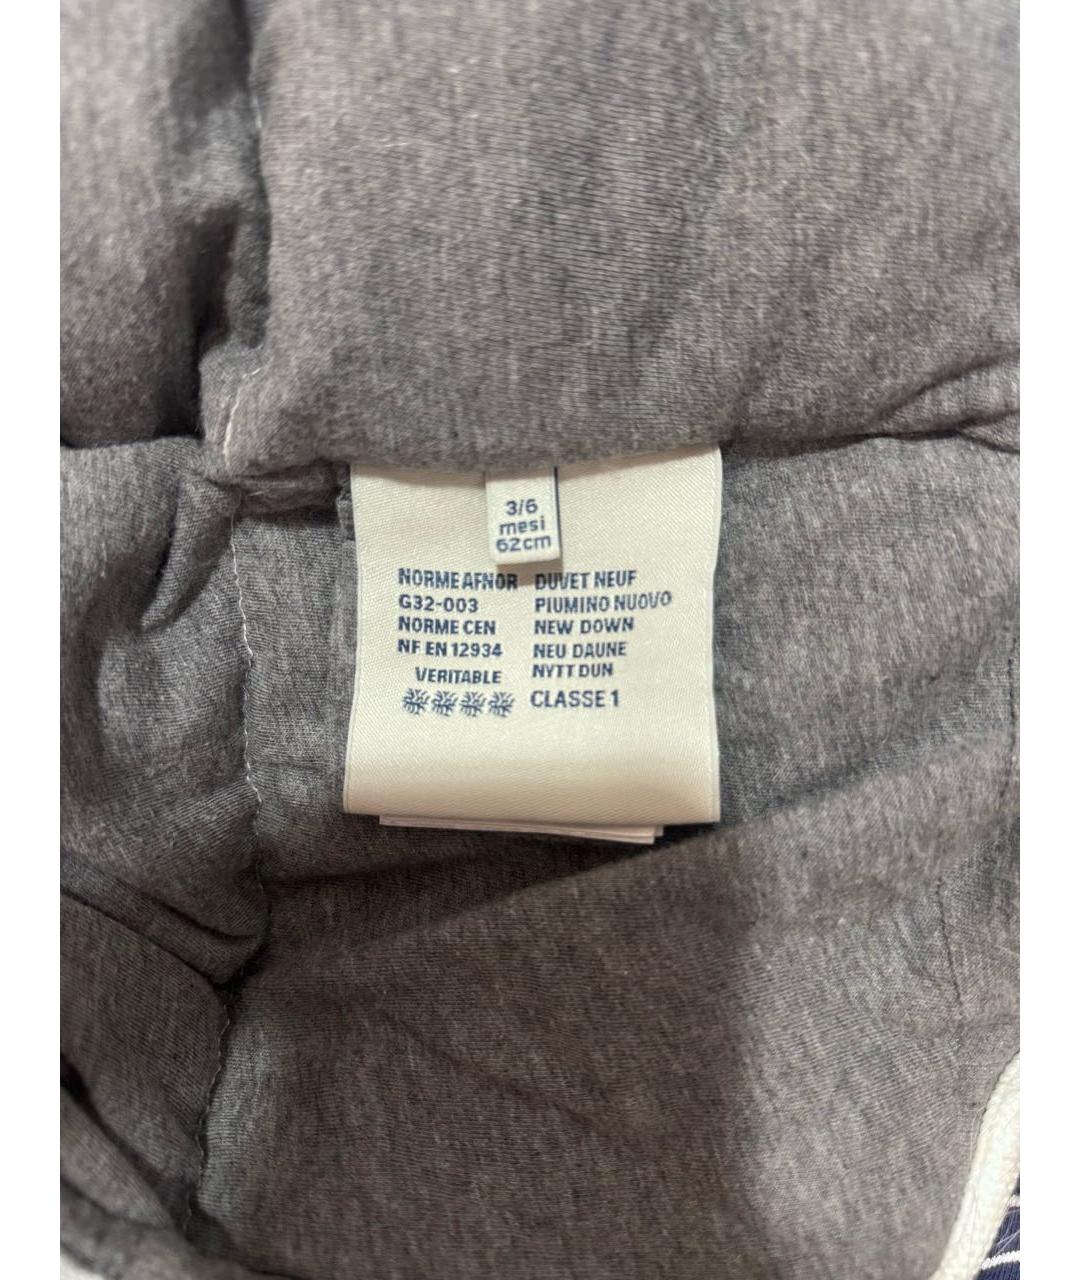 3/6
mesi
62cm
NORME AFNOR
G32-003
NORME CEN
NF EN 12934
VERITABLE
DUVET NEUF
PIUMINO NUOVO
NEW DOWN
NEU DAUNE
NYTT DUN
CLASSE 1